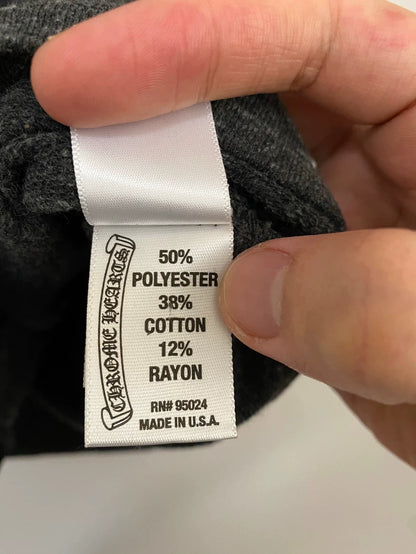 CHROME HEARTS
50%
POLYESTER
38%
COTTON
12%
RAYON
RN# 95024
MADE IN U.S.A.